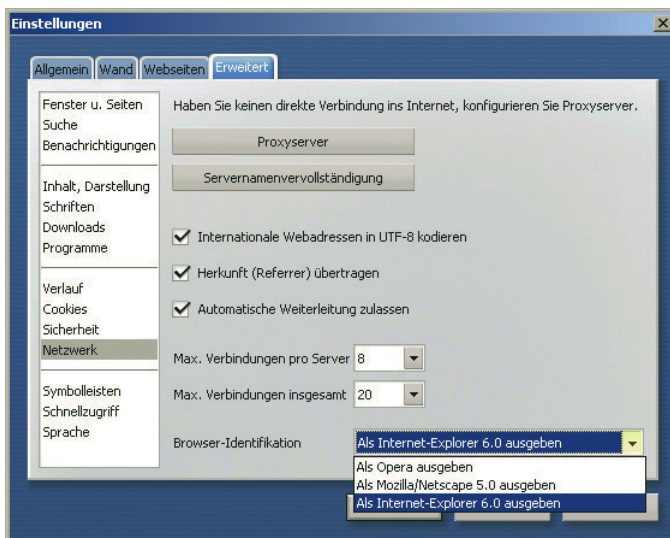 Einstellungen
Allgemein Wand Webseiten Erweitert
Fenster u. Seiten
Suche
Benachrichtigungen
Inhalt, Darstellung
Schriften
Downloads
Programme
Verlauf
Cookies
Sicherheit
Netzwerk
Symbolleisten
Schnellzugriff
Sprache
Haben Sie keinen direkte Verbindung ins Internet, konfigurieren Sie Proxyserver.
Proxyserver
Servernamenvervollständigung
Internationale Webadressen in UTF-8 kodieren
Herkunft (Referrer) übertragen
Automatische Weiterleitung zulassen
Max. Verbindungen pro Server 8
Max. Verbindungen insgesamt 20
Browser-Identifikation Als Internet-Explorer 6.0 ausgeben
Als Opera ausgeben
Als Mozilla/Netscape 5.0 ausgeben
Als Internet-Explorer 6.0 ausgeben